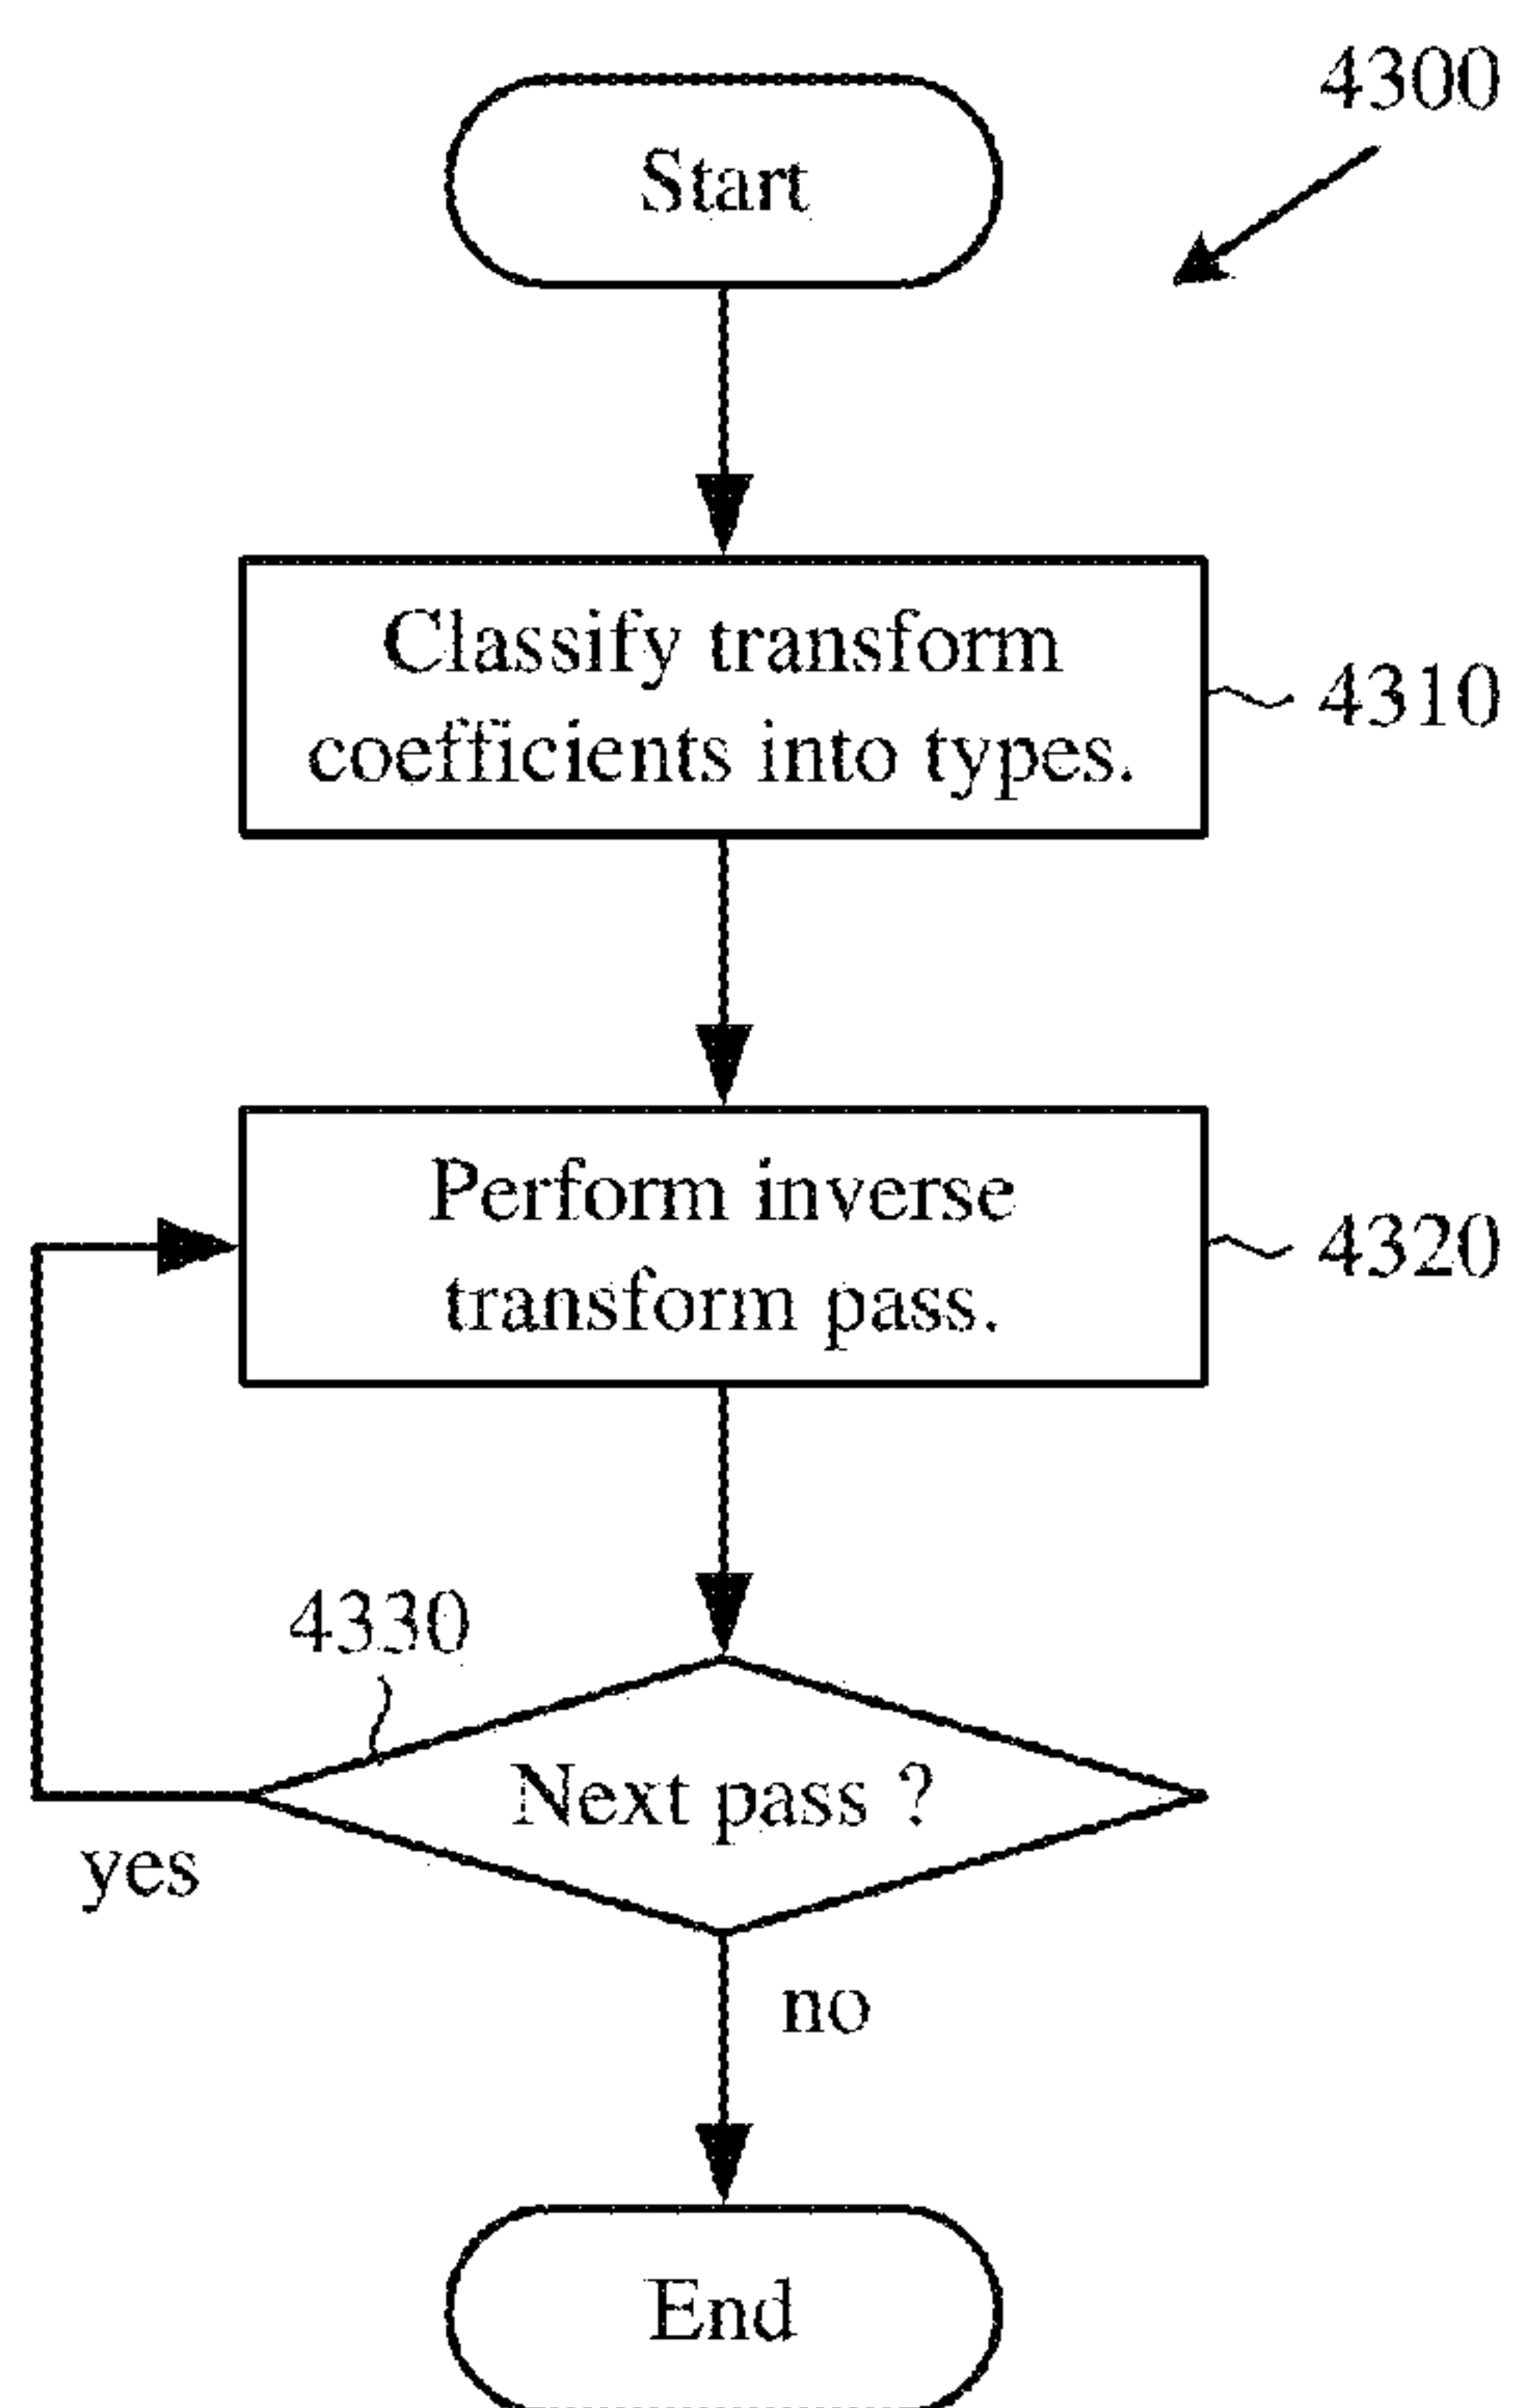 4300
Start
Classify transform
coefficients into types.
4310
Perform inverse
transform pass.
4320
4330
Next pass ?
yes
no
End